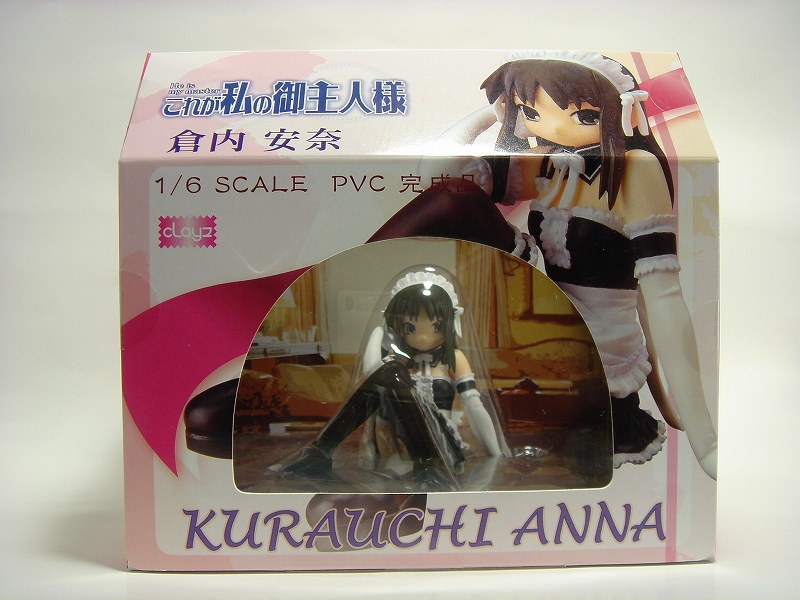 He is
my master
これが私の御主人様
倉内 安奈
1/6 SCALE PVC 完成品
cLayz
KURAUCHI ANNA